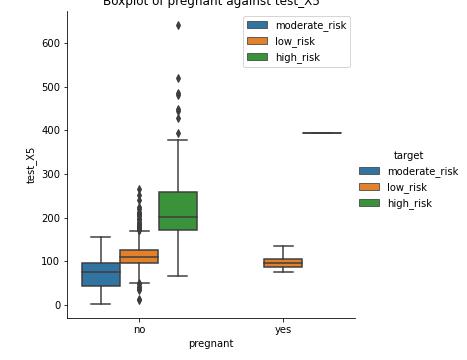 Boxplot of pregnant against test_X5
moderate_risk
low_risk
high_risk
600
500
400
300
200
100
0
test_X5
no
yes
pregnant
target
moderate_risk
low_risk
high_risk